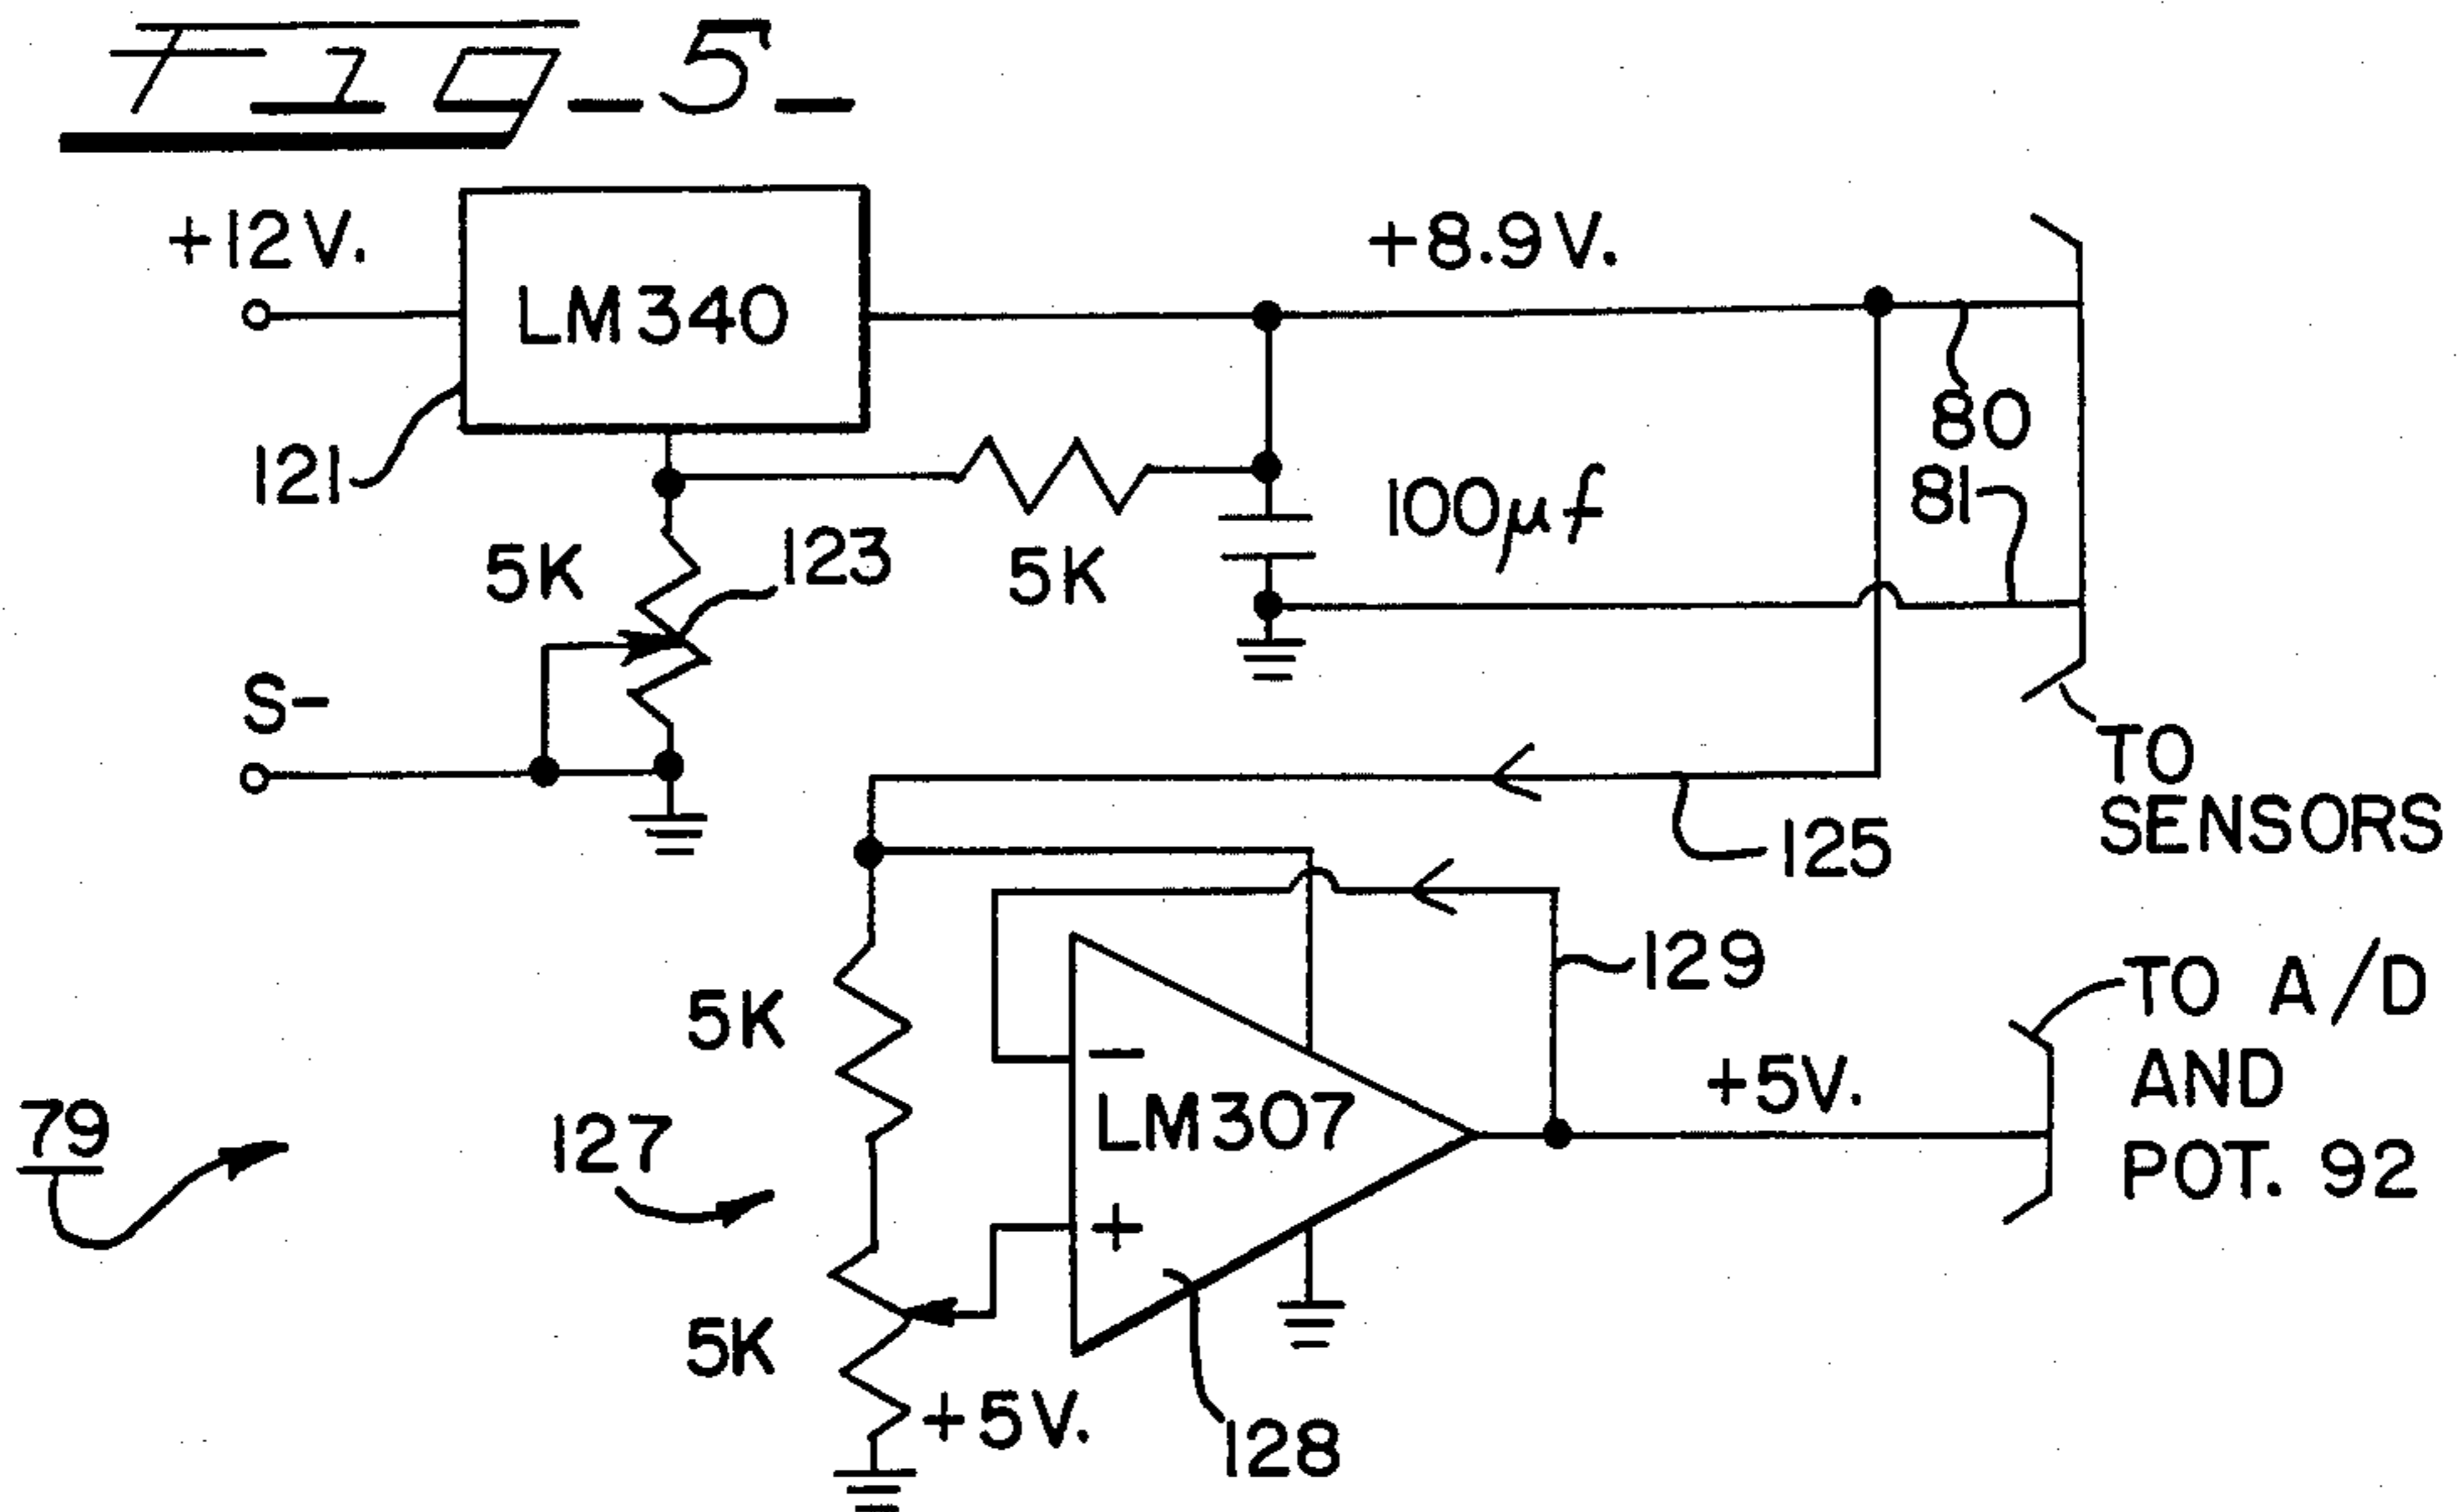 FIG_5_
+12V.
LM340
+8.9V.
80
121
81
100µf
5K
123
5K
S-
TO
SENSORS
125
129
TO A/D
5K
-
+5V.
AND
LM307
79
127
POT. 92
+
5K
+5V.
128